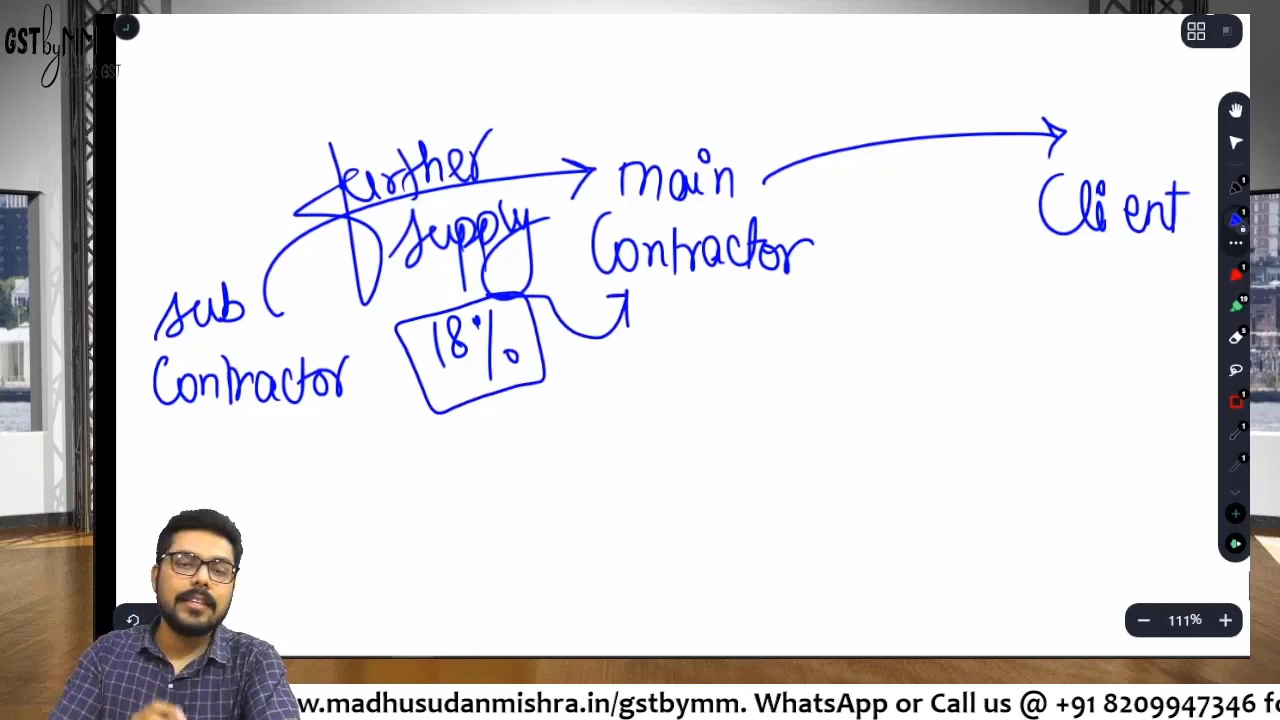 GSTbyMM
further
supply
main
Contractor
Client
sub
Contractor
18%
111%
w.madhusudanmishra.in/gstbymm. WhatsApp or Call us @ +91 8209947346 fo